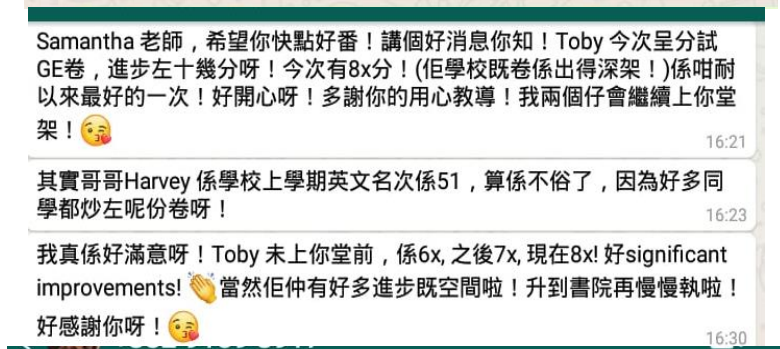 Samantha 老師，希望你快點好番！講個好消息你知！Toby 今次呈分試
GE卷，進步左十幾分呀！今次有8x分！(佢學校既卷係出得深架！)係咁耐
以來最好的一次！好開心呀！多謝你的用心教導！我兩個仔會繼續上你堂
架！😘
16:21
其實哥哥Harvey 係學校上學期英文名次係51，算係不俗了，因為好多同
學都炒左呢份卷呀！
16:23
我真係好滿意呀！Toby 未上你堂前，係6x, 之後7x, 現在8x! 好significant
improvements! 👏當然佢仲有好多進步既空間啦！升到書院再慢慢執啦！
好感謝你呀！😘
16:30